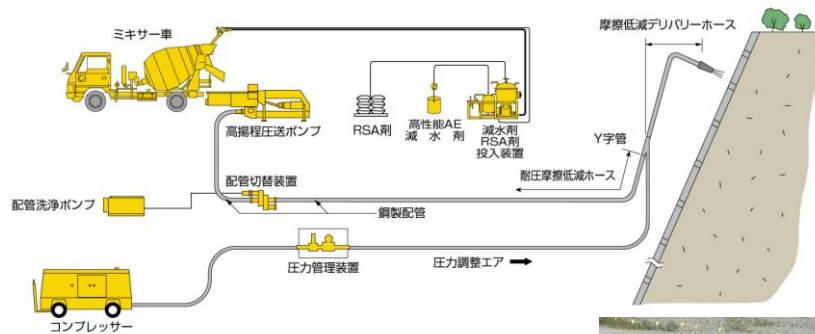 ミキサー車
高揚程圧送ポンプ
RSA剤
高性能AE
減水剤
減水剤
RSA剤
投入装置
摩擦低減デリバリーホース
Y字管
耐圧摩擦低減ホース
配管切替装置
配管洗浄ポンプ
鋼製配管
圧力管理装置
圧力調整エア
コンプレッサー